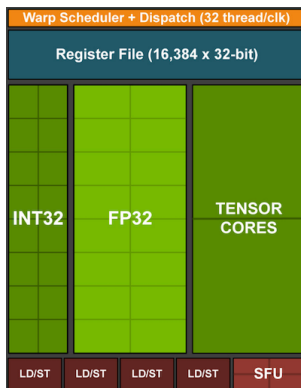 Warp Scheduler + Dispatch (32 thread/clk)
Register File (16,384 x 32-bit)
INT32
FP32
TENSOR
CORES
LD/ST
LD/ST
LD/ST
LD/ST
SFU